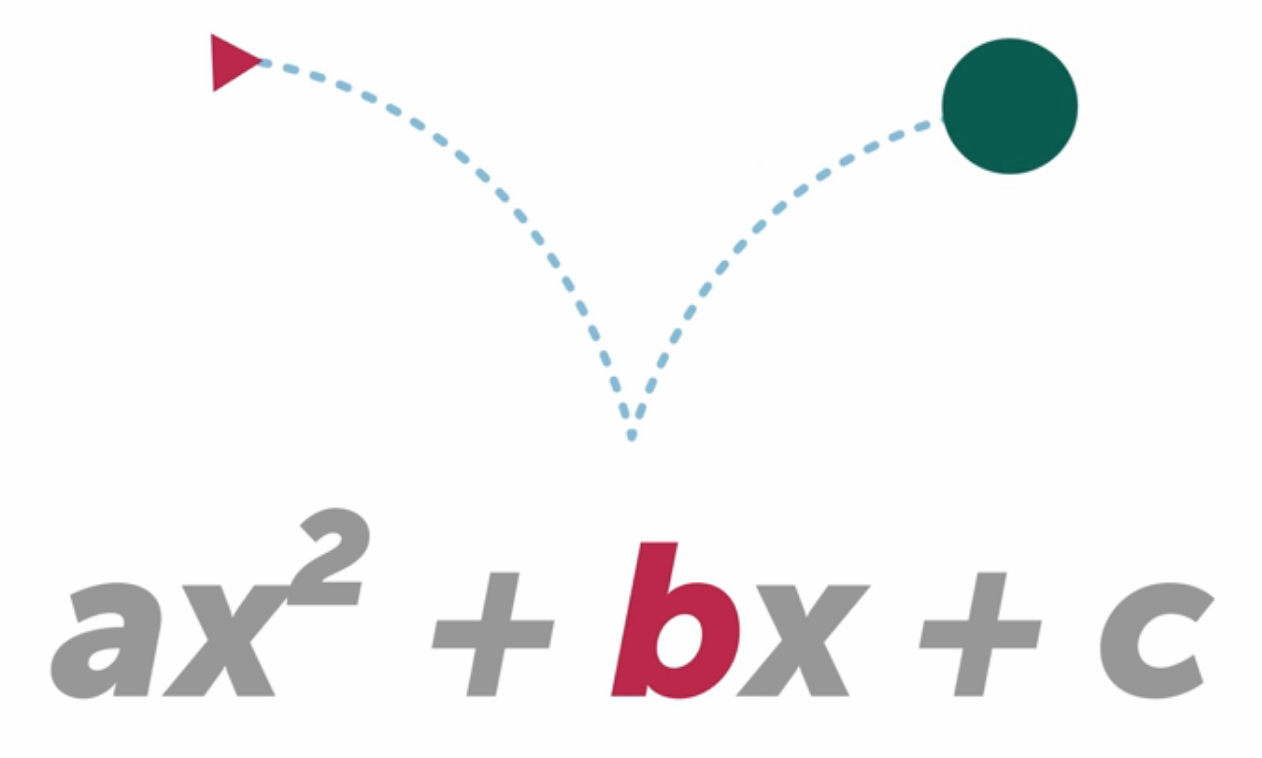 ax² + bx + c